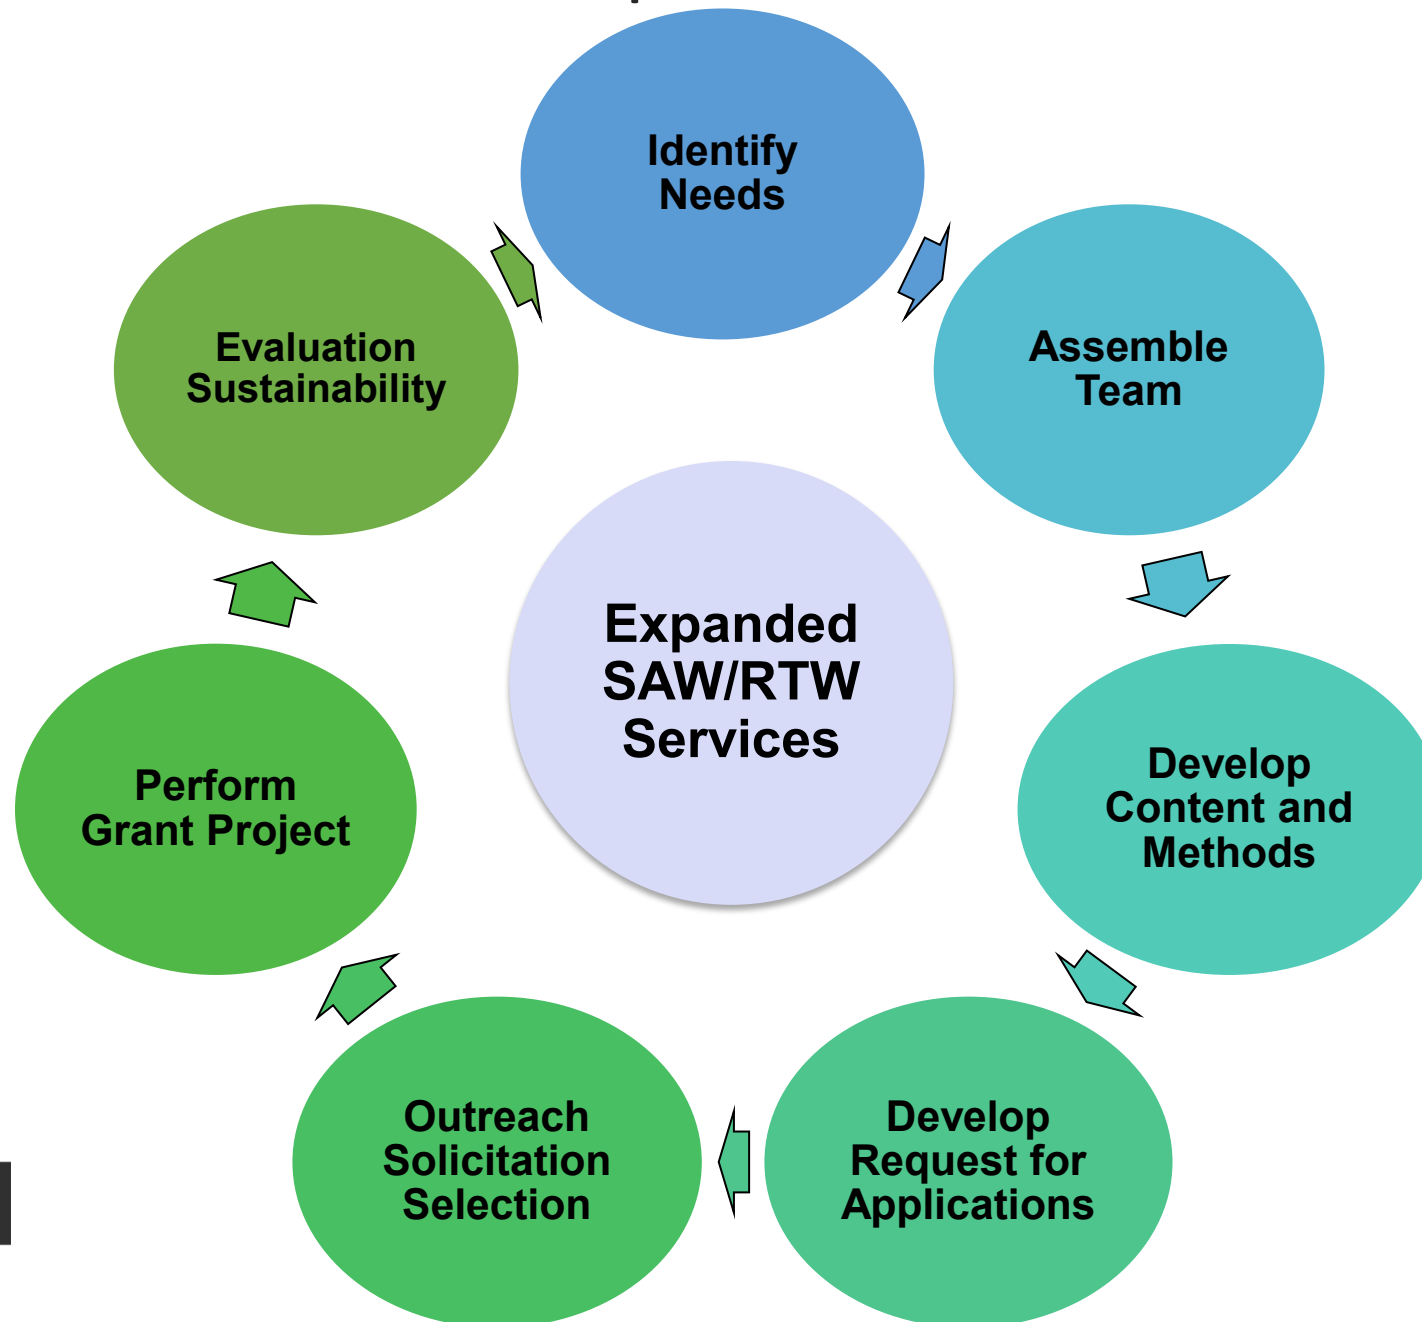 Identify
Needs
Assemble
Team
Develop
Content and
Methods
Develop
Request for
Applications
Outreach
Solicitation
Selection
Perform
Grant Project
Evaluation
Sustainability
Expanded
SAW/RTW
Services